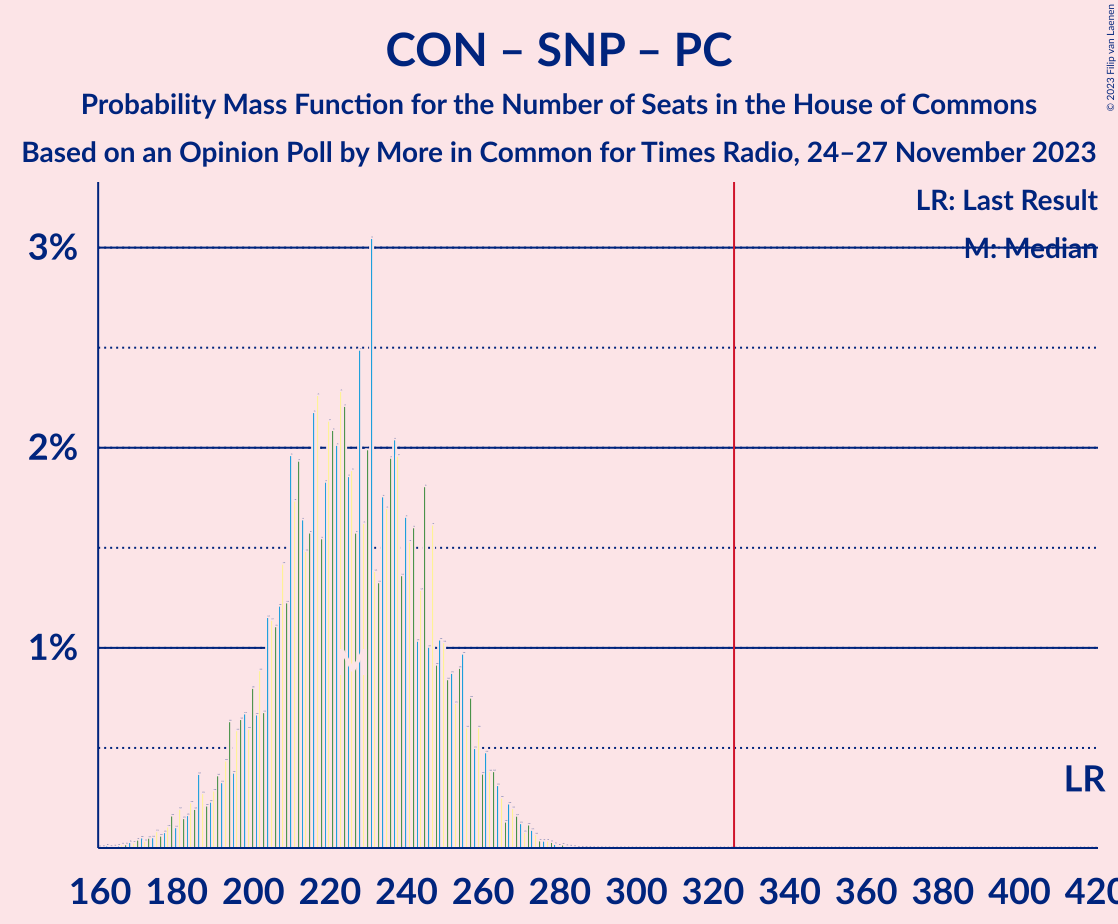 CON – SNP – PC
Probability Mass Function for the Number of Seats in the House of Commons
Based on an Opinion Poll by More in Common for Times Radio, 24–27 November 2023
© 2023 Filip van Laenen
LR: Last Result
M: Median
3%
2%
1%
LR
160 180 200 220 240 260 280 300 320 340 360 380 400 420